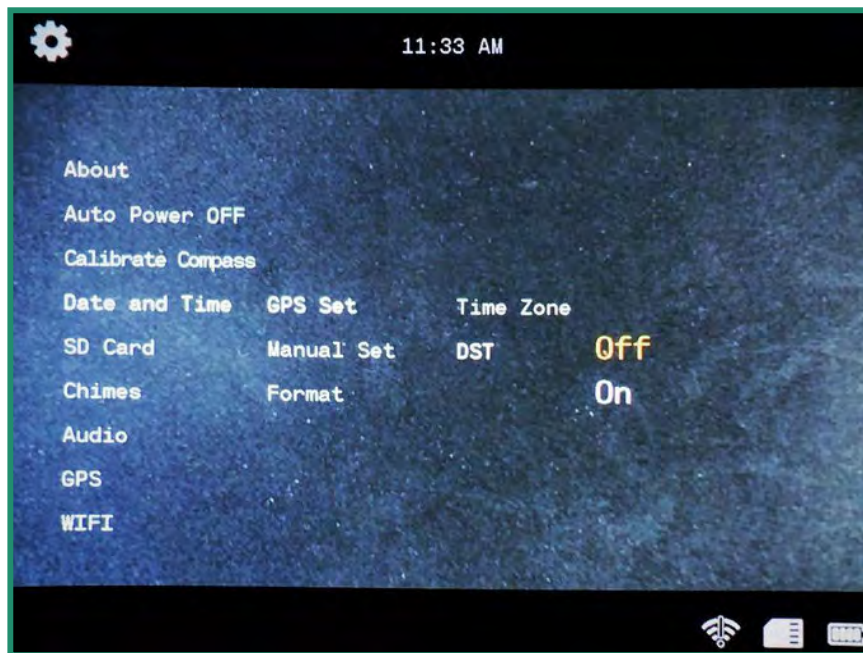 11:33 AM
About
Auto Power OFF
Calibrate Compass
Date and Time GPS Set Time Zone
SD Card Manual Set DST Off
Chimes Format On
Audio
GPS
WIFI